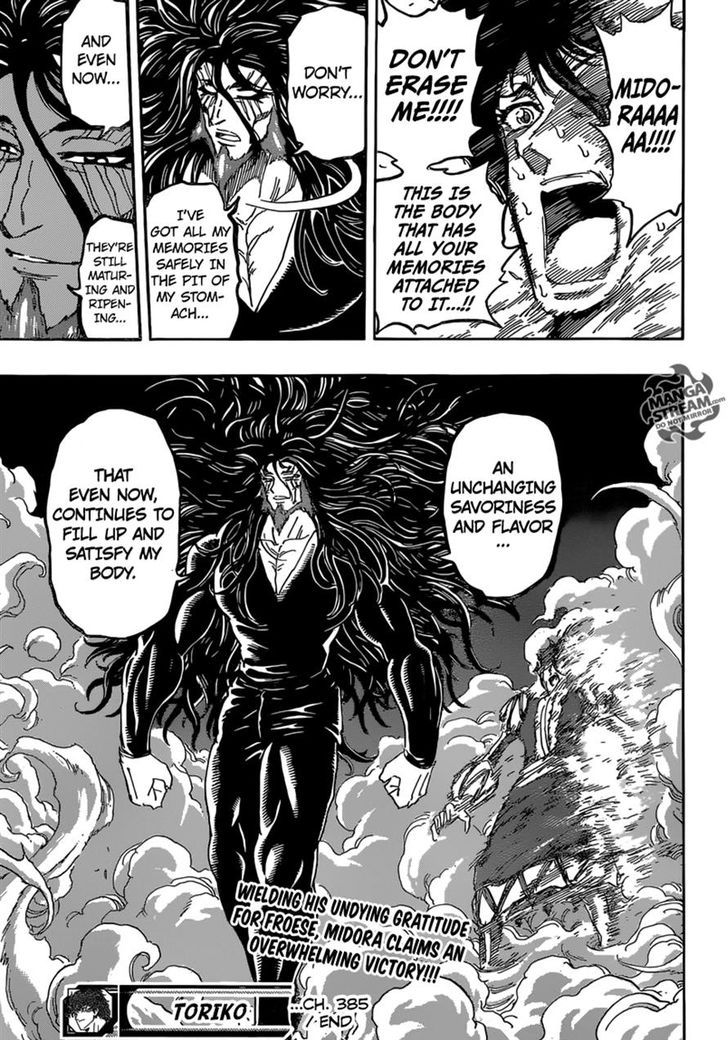 MIDO-
RAAAA
AA!!!!
DON'T
ERASE
ME!!!!
THIS IS
THE BODY
THAT HAS
ALL YOUR
MEMORIES
ATTACHED
TO IT...!!
DON'T
WORRY...
I'VE
GOT ALL MY
MEMORIES
SAFELY IN
THE PIT OF
MY STOM-
ACH...
AND
EVEN
NOW...
THEY'RE
STILL
MATUR-
ING AND
RIPEN-
ING...
MANGA
STREAM.com
DO NOT MIRROR
AN
UNCHANGING
SAVORINESS
AND FLAVOR
...
THAT
EVEN NOW,
CONTINUES TO
FILL UP AND
SATISFY MY
BODY.
WIELDING HIS UNDYING GRATITUDE
FOR FROESE, MIDORA CLAIMS AN
OVERWHELMING VICTORY!!!
TORIKO
...CH. 385
/ END